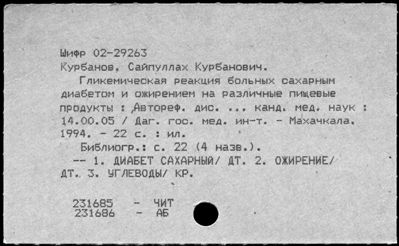 Шифр 02-29263
Курбанов, Сайпуллах Курбанович.
Гликемическая реакция больных сахарным
диабетом и ожирением на различные пищевые
продукты : Автореф. дис. ... канд. мед. наук :
14.00.05 / Даг. гос. мед. ин-т. - Махачкала,
1994. - 22 с. : ил.
Библиогр.: с. 22 (4 назв.).
-- 1. ДИАБЕТ САХАРНЫЙ/ ДТ. 2. ОЖИРЕНИЕ/
ДТ. 3. УГЛЕВОДЫ/ КР.
231685 - ЧИТ
231686 - АБ